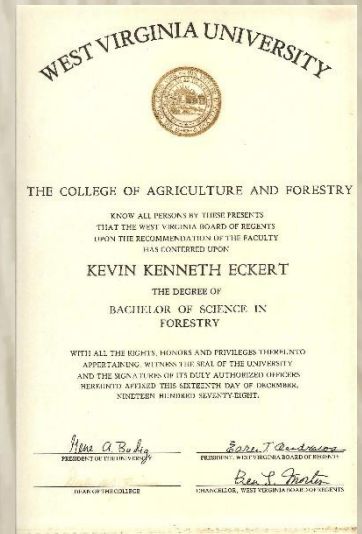 WEST VIRGINIA UNIVERSITY
THE COLLEGE OF AGRICULTURE AND FORESTRY
KNOW ALL PERSONS BY THESE PRESENTS
THAT THE WEST VIRGINIA BOARD OF REGENTS
UPON THE RECOMMENDATION OF THE FACULTY
HAS CONFERRED UPON
KEVIN KENNETH ECKERT
THE DEGREE OF
BACHELOR OF SCIENCE IN
FORESTRY
WITH ALL THE RIGHTS, HONORS AND PRIVILEGES THEREUNTO
APPERTAINING. WITNESS THE SEAL OF THE UNIVERSITY
AND THE SIGNATURES OF ITS DULY AUTHORIZED OFFICERS
HEREUNTO AFFIXED THIS SIXTEENTH DAY OF DECEMBER,
NINETEEN HUNDRED SEVENTY-EIGHT.
Gene A. Budig
PRESIDENT OF THE UNIVERSITY
PRESIDENT, WEST VIRGINIA BOARD OF REGENTS
Ben L. Morton
DEAN OF THE COLLEGE
CHANCELLOR, WEST VIRGINIA BOARD OF REGENTS